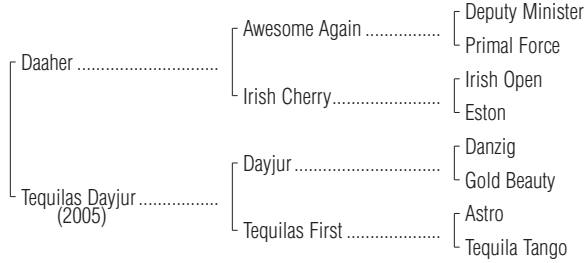 Deputy Minister
Awesome Again
Primal Force
Daaher
Irish Open
Irish Cherry
Eston
Danzig
Dayjur
Gold Beauty
Tequilas Dayjur
(2005)
Astro
Tequilas First
Tequila Tango